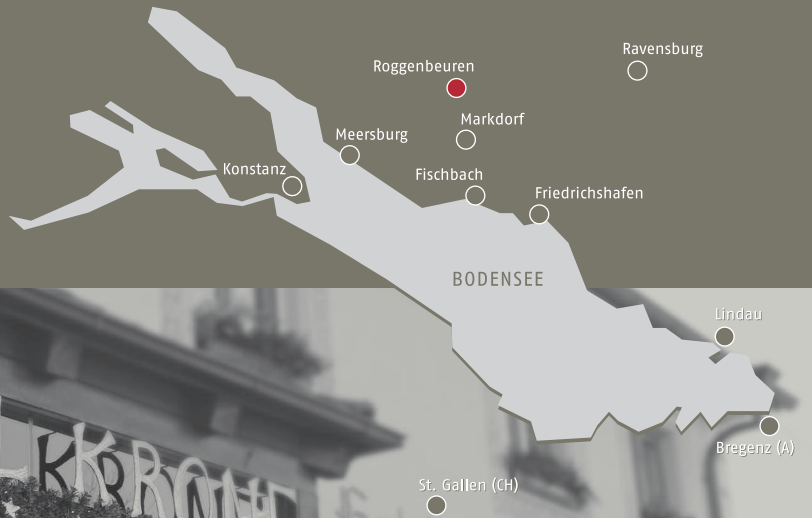 Ravensburg
Roggenbeuren
Markdorf
Meersburg
Konstanz
Fischbach
Friedrichshafen
BODENSEE
Lindau
Bregenz (A)
St. Gallen (CH)